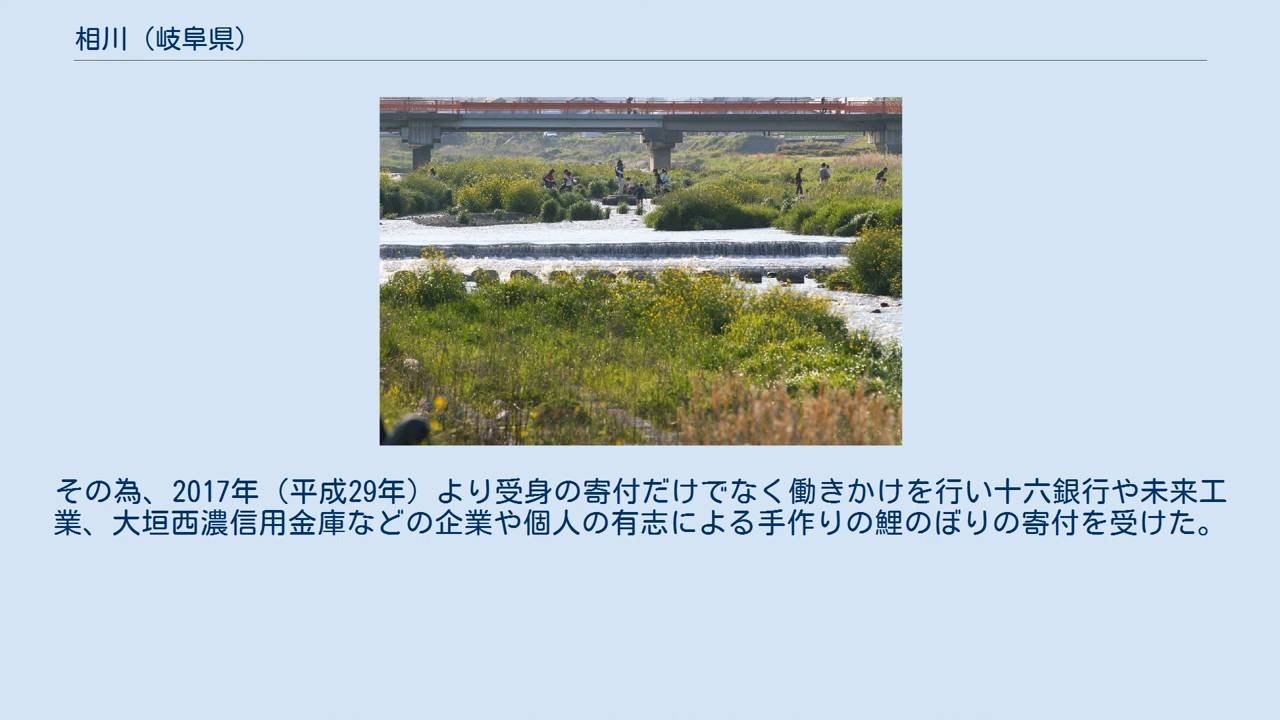 相川（岐阜県）
その為、2017年（平成29年）より受身の寄付だけでなく働きかけを行い十六銀行や未来工
業、大垣西濃信用金庫などの企業や個人の有志による手作りの鯉のぼりの寄付を受けた。